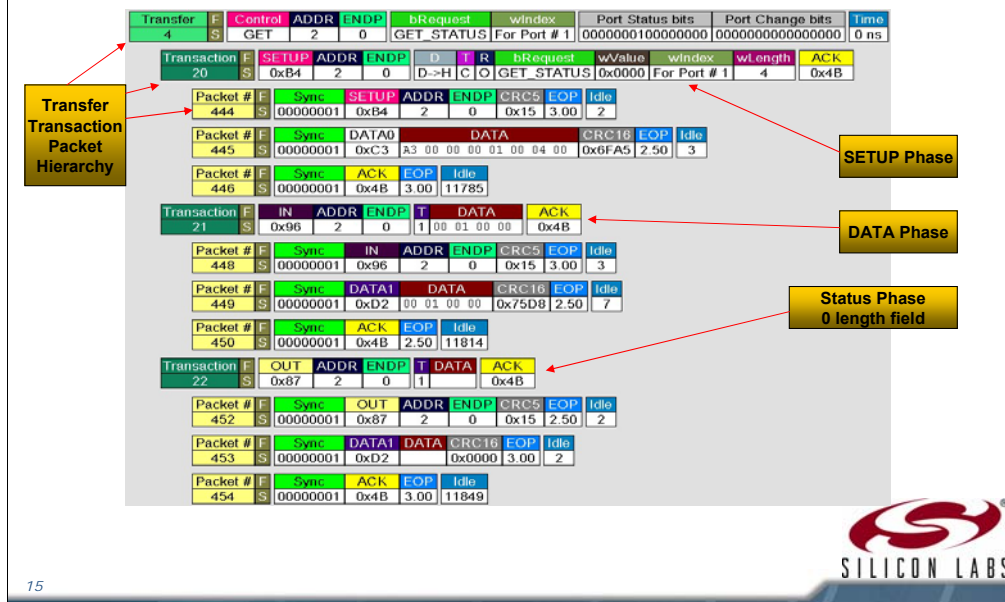 Transfer F Control ADDR ENDP bRequest wIndex Port Status bits Port Change bits Time
4 S GET 2 0 GET_STATUS For Port # 1 0000000100000000 0000000000000000 0 ns
Transaction F SETUP ADDR ENDP D T R bRequest wValue wIndex wLength ACK
20 S 0xB4 2 0 D->H C O GET_STATUS 0x0000 For Port # 1 4 0x4B
Packet # F Sync SETUP ADDR ENDP CRC5 EOP Idle
444 S 00000001 0xB4 2 0 0x15 3.00 2
Packet # F Sync DATA0 DATA CRC16 EOP Idle
445 S 00000001 0xC3 A3 00 00 00 01 00 04 00 0x6FA5 2.50 3
Packet # F Sync ACK EOP Idle
446 S 00000001 0x4B 3.00 11785
Transaction F IN ADDR ENDP T DATA ACK
21 S 0x96 2 0 1 00 01 00 00 0x4B
Packet # F Sync IN ADDR ENDP CRC5 EOP Idle
448 S 00000001 0x96 2 0 0x15 3.00 3
Packet # F Sync DATA1 DATA CRC16 EOP Idle
449 S 00000001 0xD2 00 01 00 00 0x75D8 2.50 7
Packet # F Sync ACK EOP Idle
450 S 00000001 0x4B 2.50 11814
Transaction F OUT ADDR ENDP T DATA ACK
22 S 0x87 2 0 1 0x4B
Packet # F Sync OUT ADDR ENDP CRC5 EOP Idle
452 S 00000001 0x87 2 0 0x15 2.50 2
Packet # F Sync DATA1 DATA CRC16 EOP Idle
453 S 00000001 0xD2 0x0000 3.00 2
Packet # F Sync ACK EOP Idle
454 S 00000001 0x4B 3.00 11849
Transfer
Transaction
Packet
Hierarchy
SETUP Phase
DATA Phase
Status Phase
0 length field
®
SILICON LABS
15